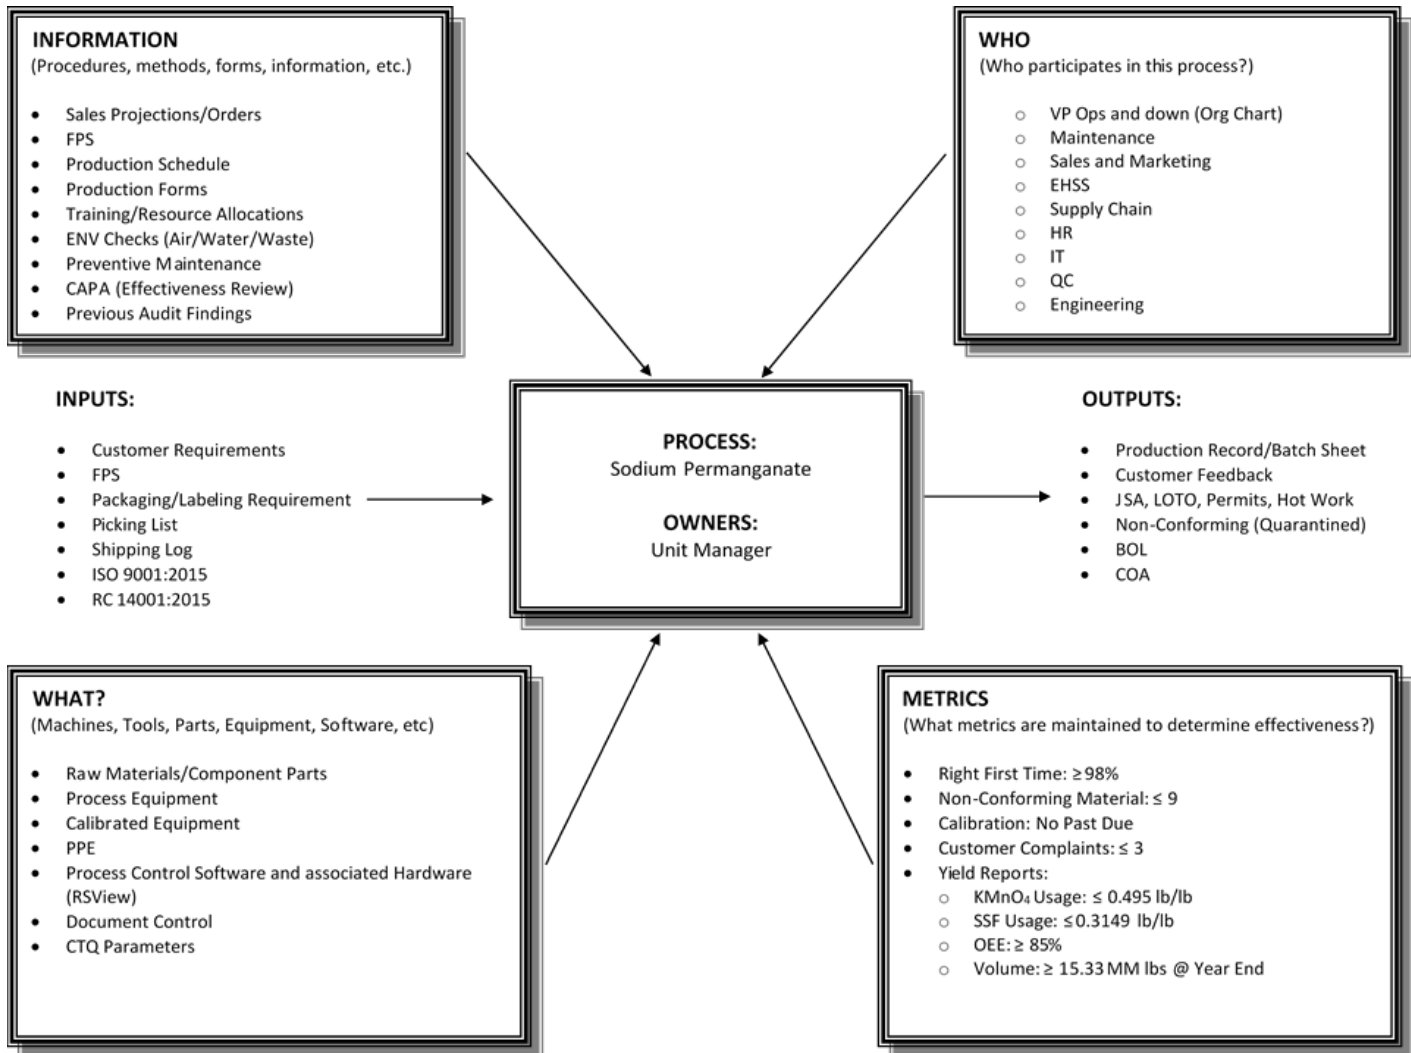 INFORMATION
(Procedures, methods, forms, information, etc.)
• Sales Projections/Orders
• FPS
• Production Schedule
• Production Forms
• Training/Resource Allocations
• ENV Checks (Air/Water/Waste)
• Preventive Maintenance
• CAPA (Effectiveness Review)
• Previous Audit Findings
WHO
(Who participates in this process?)
○ VP Ops and down (Org Chart)
○ Maintenance
○ Sales and Marketing
○ EHSS
○ Supply Chain
○ HR
○ IT
○ QC
○ Engineering
INPUTS:
• Customer Requirements
• FPS
• Packaging/Labeling Requirement
• Picking List
• Shipping Log
• ISO 9001:2015
• RC 14001:2015
PROCESS:
Sodium Permanganate
OWNERS:
Unit Manager
OUTPUTS:
• Production Record/Batch Sheet
• Customer Feedback
• JSA, LOTO, Permits, Hot Work
• Non-Conforming (Quarantined)
• BOL
• COA
WHAT?
(Machines, Tools, Parts, Equipment, Software, etc)
• Raw Materials/Component Parts
• Process Equipment
• Calibrated Equipment
• PPE
• Process Control Software and associated Hardware
(RSView)
• Document Control
• CTQ Parameters
METRICS
(What metrics are maintained to determine effectiveness?)
• Right First Time: ≥ 98%
• Non-Conforming Material: ≤ 9
• Calibration: No Past Due
• Customer Complaints: ≤ 3
• Yield Reports:
○ KMnO₄ Usage: ≤ 0.495 lb/lb
○ SSF Usage: ≤ 0.3149 lb/lb
○ OEE: ≥ 85%
○ Volume: ≥ 15.33 MM lbs @ Year End